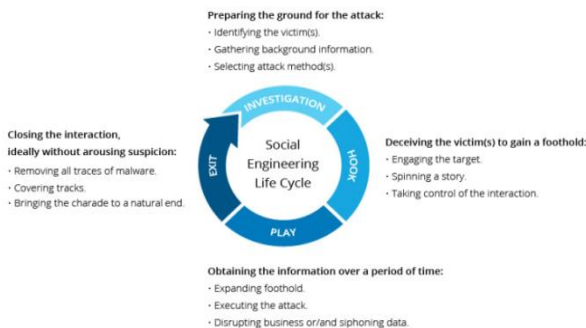 Preparing the ground for the attack:
· Identifying the victim(s).
· Gathering background information.
· Selecting attack method(s).
INVESTIGATION
Closing the interaction,
ideally without arousing suspicion:
· Removing all traces of malware.
· Covering tracks.
· Bringing the charade to a natural end.
EXIT
Social
Engineering
Life Cycle
HOOK
Deceiving the victim(s) to gain a foothold:
· Engaging the target.
· Spinning a story.
· Taking control of the interaction.
PLAY
Obtaining the information over a period of time:
· Expanding foothold.
· Executing the attack.
· Disrupting business or/and siphoning data.